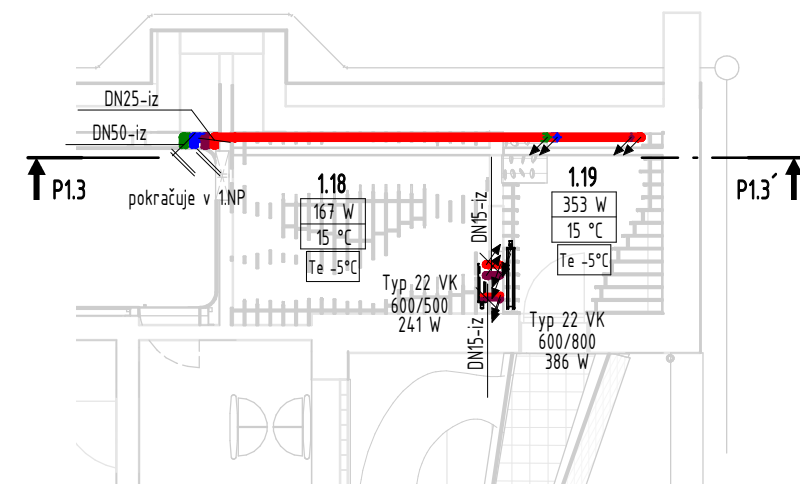 DN25-iz
DN50-iz
P1.3
pokračuje v 1.NP
1.18
167 W
15 °C
Te -5°C
DN15-iz
1.19
353 W
15 °C
Te -5°C
P1.3´
Typ 22 VK
600/500
241 W
DN15-iz
Typ 22 VK
600/800
386 W